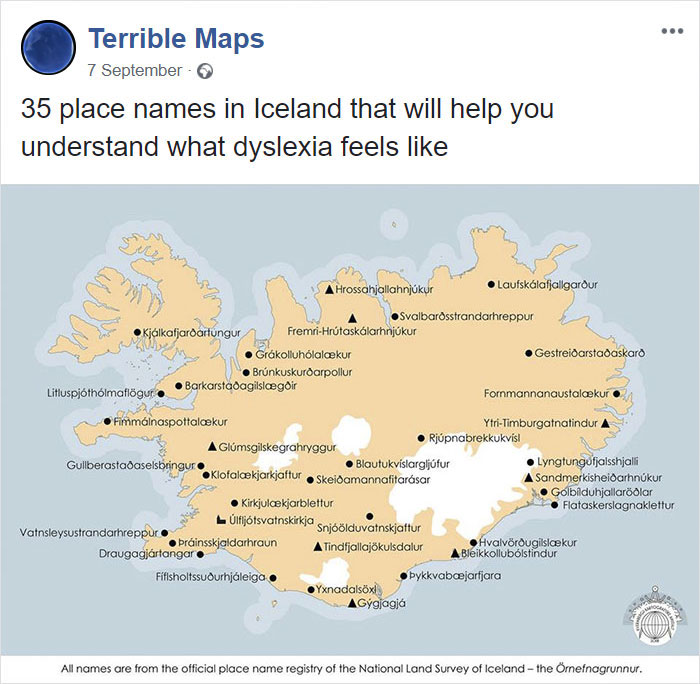 Terrible Maps
7 September ·
35 place names in Iceland that will help you
understand what dyslexia feels like
Hrossahjallahnjúkur
Laufskálafjallgarður
Svalbarðsstrandarhreppur
Fremri-Hrútaskálarhnjúkur
Kjálkafjarðartungur
Grákolluhólalækur
Gestreiðarstaðaskarð
Brúnkuskurðarpollur
Barkarstaðagilslægðir
Litluspjóthólmaflögur
Fornmannanaustalækur
Fimmálnaspottalækur
Ytri-Timburgatnatindur
Rjúpnabrekkukvísl
Glúmsgilskegrahryggur
Gullberastaðaselsbringur
Blautukvíslargljúfur
Lyngtungufjallsshjalli
Klofalækjarkjaftur
Skeiðamannafitarásar
Sandmerkisheiðarhnúkur
Golbílduhjallaröðlar
Kirkjulækjarblettur
Flataskerslagnaklettur
Úlfljótsvatnskirkja
Snjóölduvatnskjaftur
Vatnsleysustrandarhreppur
Þráinsskjaldarhraun
Hvalvörðugilslækur
Tindfjallajökulsdalur
Draugagjártangar
Bleikkollubólstindur
Fíflsholtssuðurhjáleiga
Þykkvabæjarfjara
Yxnadalsöxl
Gýgjagjá
All names are from the official place name registry of the National Land Survey of Iceland – the Örnefnagrunnur.